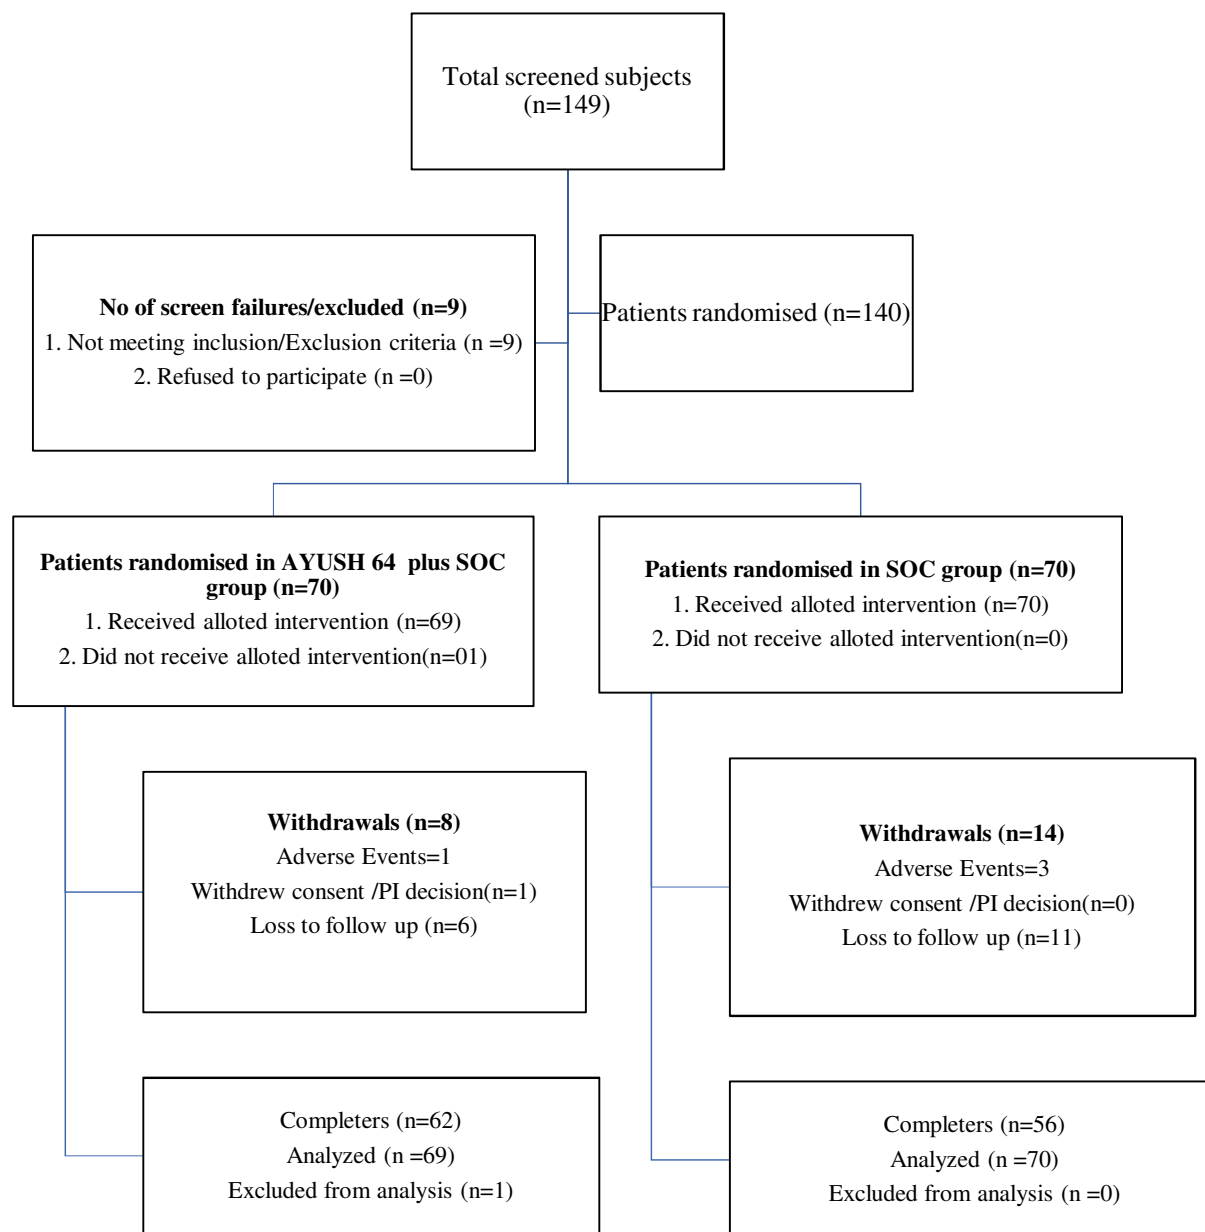 Total screened subjects
(n=149)
No of screen failures/excluded (n=9)
1. Not meeting inclusion/Exclusion criteria (n =9)
2. Refused to participate (n =0)
Patients randomised (n=140)
Patients randomised in AYUSH 64 plus SOC
group (n=70)
1. Received alloted intervention (n=69)
2. Did not receive alloted intervention(n=01)
Patients randomised in SOC group (n=70)
1. Received alloted intervention (n=70)
2. Did not receive alloted intervention(n=0)
Withdrawals (n=8)
Adverse Events=1
Withdrew consent /PI decision(n=1)
Loss to follow up (n=6)
Withdrawals (n=14)
Adverse Events=3
Withdrew consent /PI decision(n=0)
Loss to follow up (n=11)
Completers (n=62)
Analyzed (n =69)
Excluded from analysis (n=1)
Completers (n=56)
Analyzed (n =70)
Excluded from analysis (n =0)